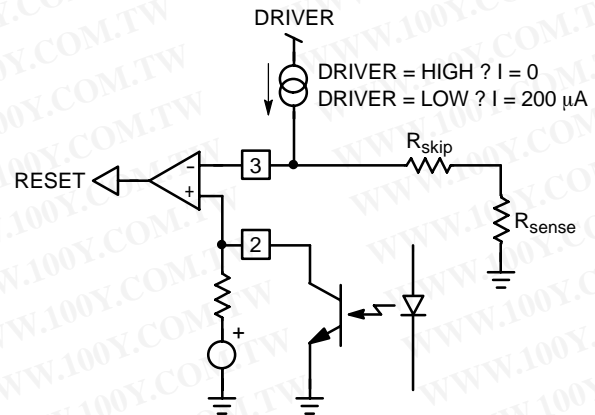 DRIVER
DRIVER = HIGH ? I = 0
DRIVER = LOW ? I = 200 µA
Rskip
3
-
RESET
+
Rsense
2
+
WWW.100Y.COM.TW